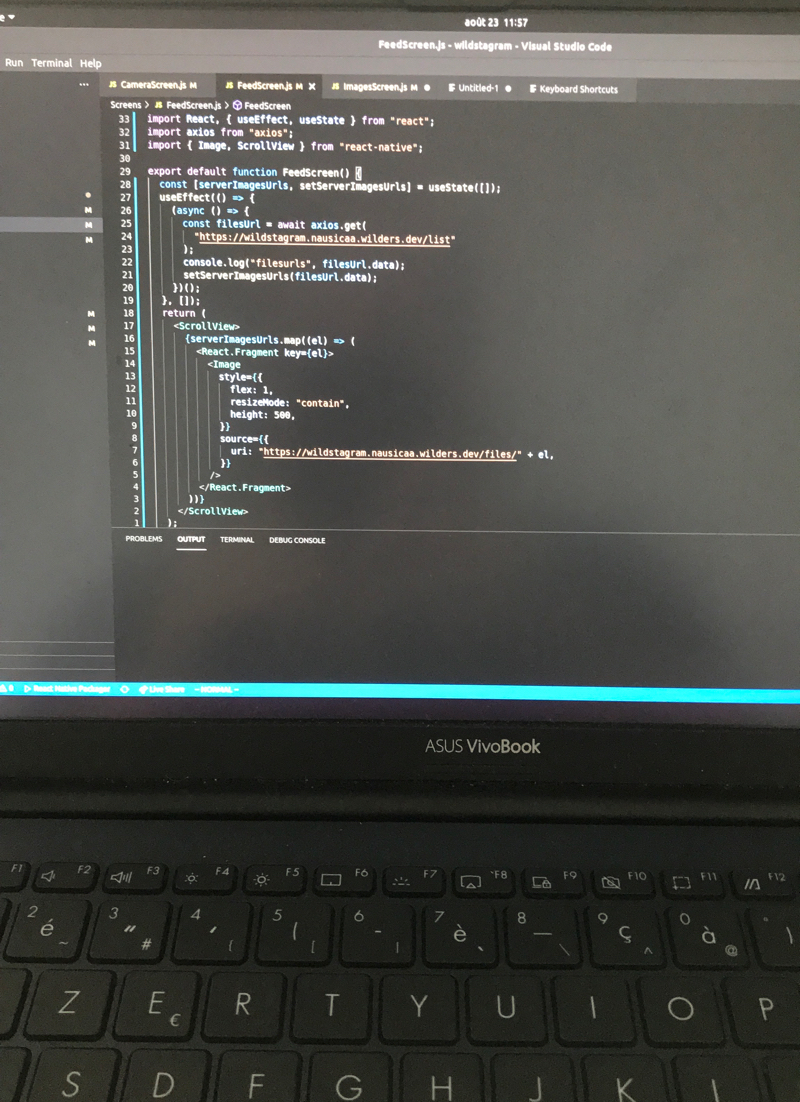 e
août 23 11:57
FeedScreen.js - wildstagram - Visual Studio Code
Run Terminal Help
... JS CameraScreen.js M JS FeedScreen.js M X JS ImagesScreen.js M ● Untitled-1 ● Keyboard Shortcuts
Screens > JS FeedScreen.js > FeedScreen
33 import React, { useEffect, useState } from "react";
32 import axios from "axios";
31 import { Image, ScrollView } from "react-native";
30
29 export default function FeedScreen() {
28 const [serverImagesUrls, setServerImagesUrls] = useState([]);
27 useEffect(() => {
M 26 (async () => {
M 25 const filesUrl = await axios.get(
M 24 "https://wildstagram.nausicaa.wilders.dev/list"
23 );
22 console.log("filesurls", filesUrl.data);
21 setServerImagesUrls(filesUrl.data);
20 })();
19 }, []);
M 18 return (
M 17 <ScrollView>
M 16 {serverImagesUrls.map((el) => (
15 <React.Fragment key={el}>
14 <Image
13 style={{
12 flex: 1,
11 resizeMode: "contain",
10 height: 500,
9 }}
8 source={{
7 uri: "https://wildstagram.nausicaa.wilders.dev/files/" + el,
6 }}
5 />
4 </React.Fragment>
3 ))}
2 </ScrollView>
1 );
PROBLEMS OUTPUT TERMINAL DEBUG CONSOLE
0 React Native Packager Live Share -- NORMAL --
ASUS VivoBook
F1 F2 F3 F4 F5 F6 F7 F8 F9 F10 F11 F12
2 é ~ 3 " # 4 ' { 5 ( [ 6 - | 7 è ` 8 _ \ 9 ç ^ 0 à @ ° )
Z E € R T Y U I O P
S D F G H J K L